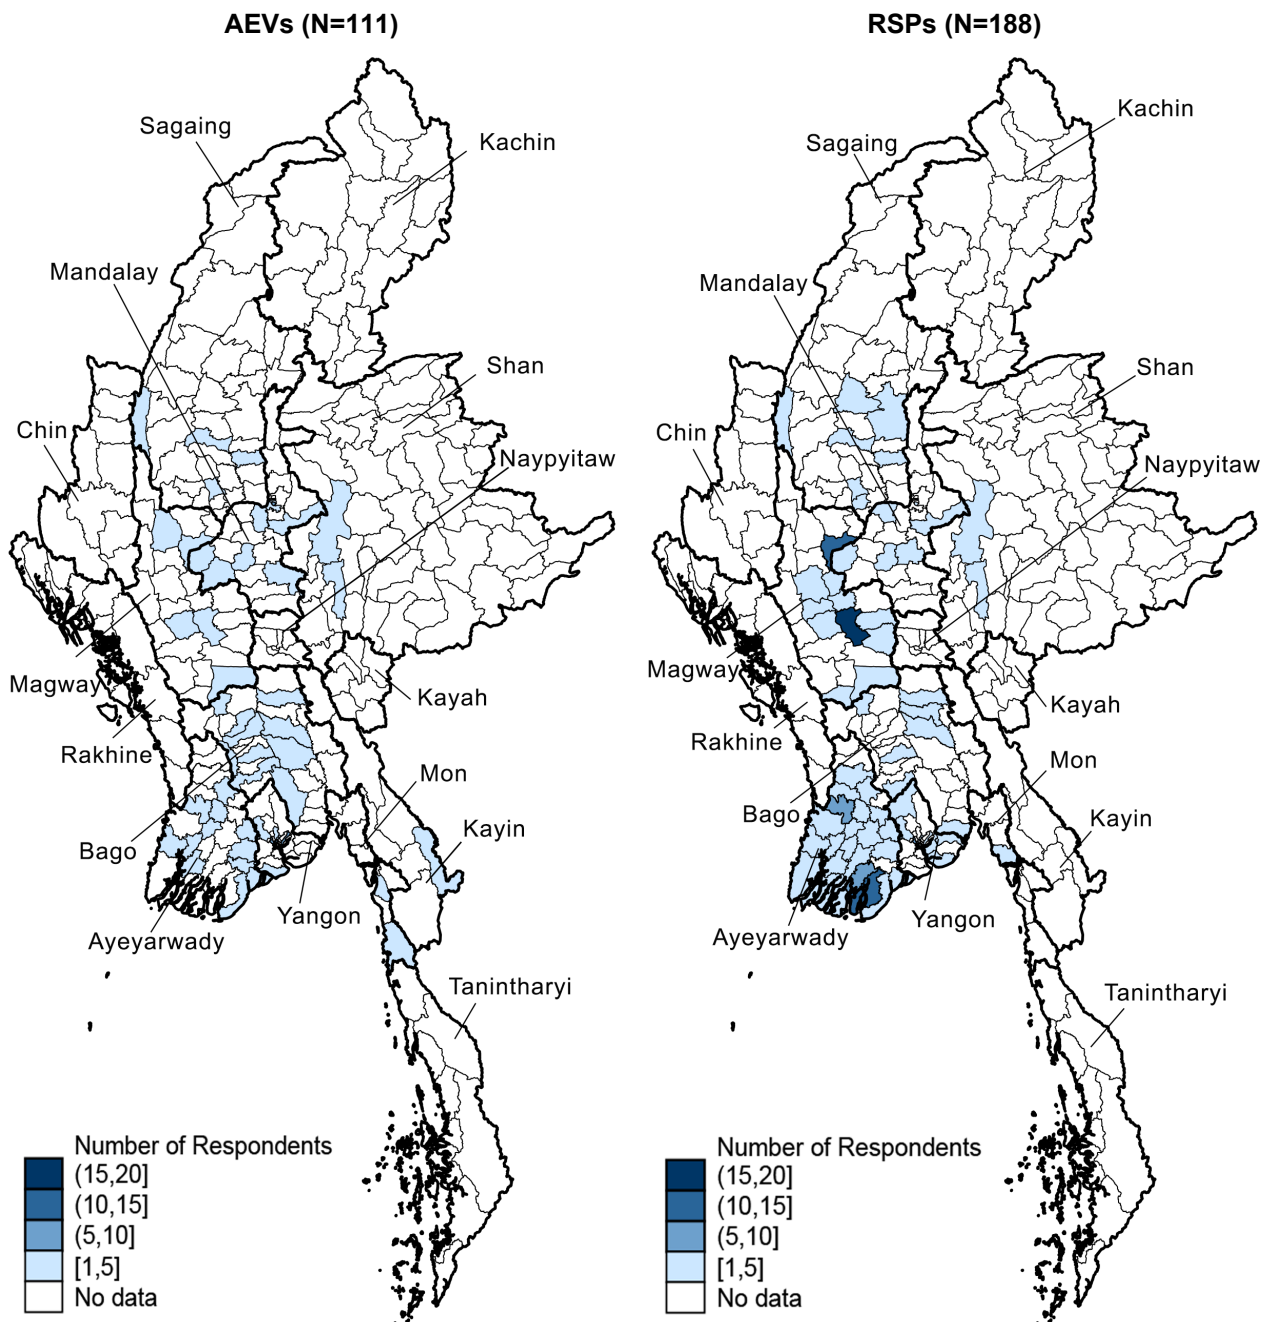 AEVs (N=111)
Sagaing
Kachin
Mandalay
Shan
Chin
Naypyitaw
Magway
Kayah
Rakhine
Mon
Bago
Kayin
Yangon
Ayeyarwady
Tanintharyi
Number of Respondents
(15,20]
(10,15]
(5,10]
[1,5]
No data
RSPs (N=188)
Kachin
Sagaing
Mandalay
Shan
Chin
Naypyitaw
Magway
Kayah
Rakhine
Mon
Bago
Kayin
Yangon
Ayeyarwady
Tanintharyi
Number of Respondents
(15,20]
(10,15]
(5,10]
[1,5]
No data